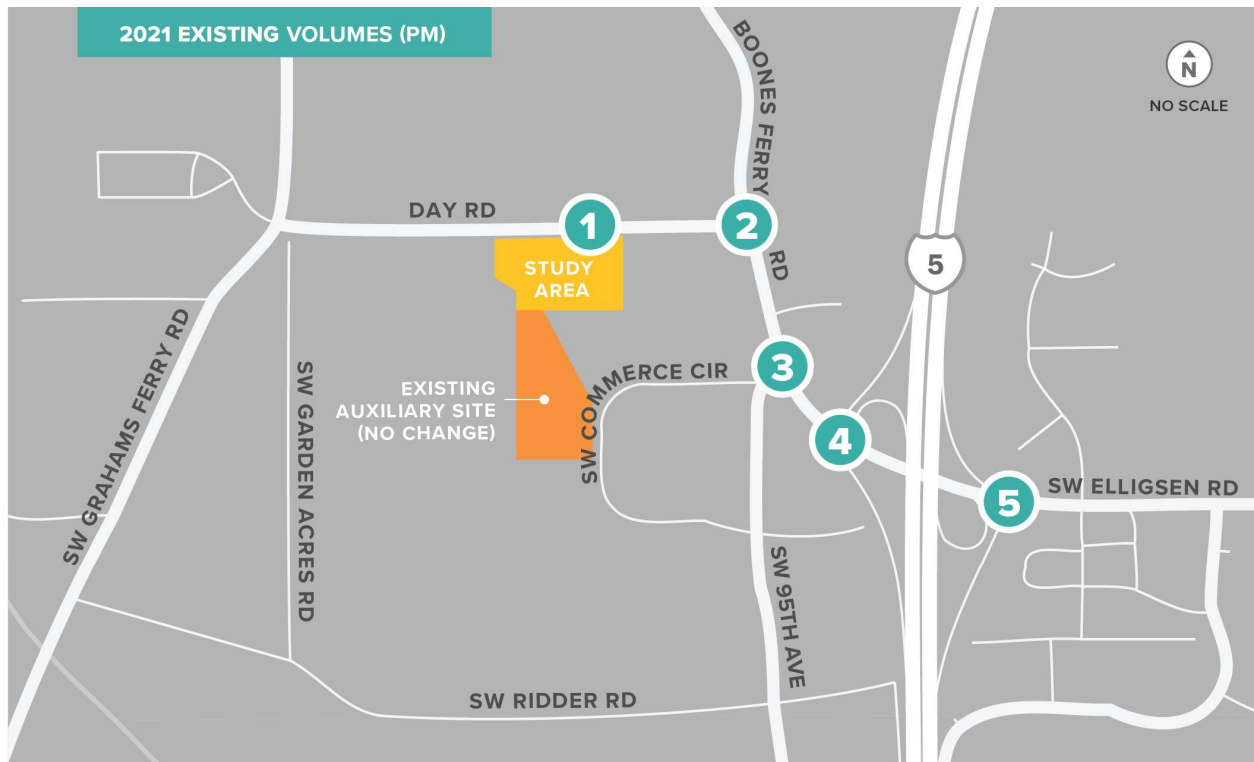 2021 EXISTING VOLUMES (PM)
N
NO SCALE
BOONES FERRY RD
DAY RD
1
2
STUDY
AREA
5
SW GRAHAMS FERRY RD
SW GARDEN ACRES RD
EXISTING
AUXILIARY SITE
(NO CHANGE)
SW COMMERCE CIR
3
4
5
SW ELLIGSEN RD
SW 95TH AVE
SW RIDDER RD